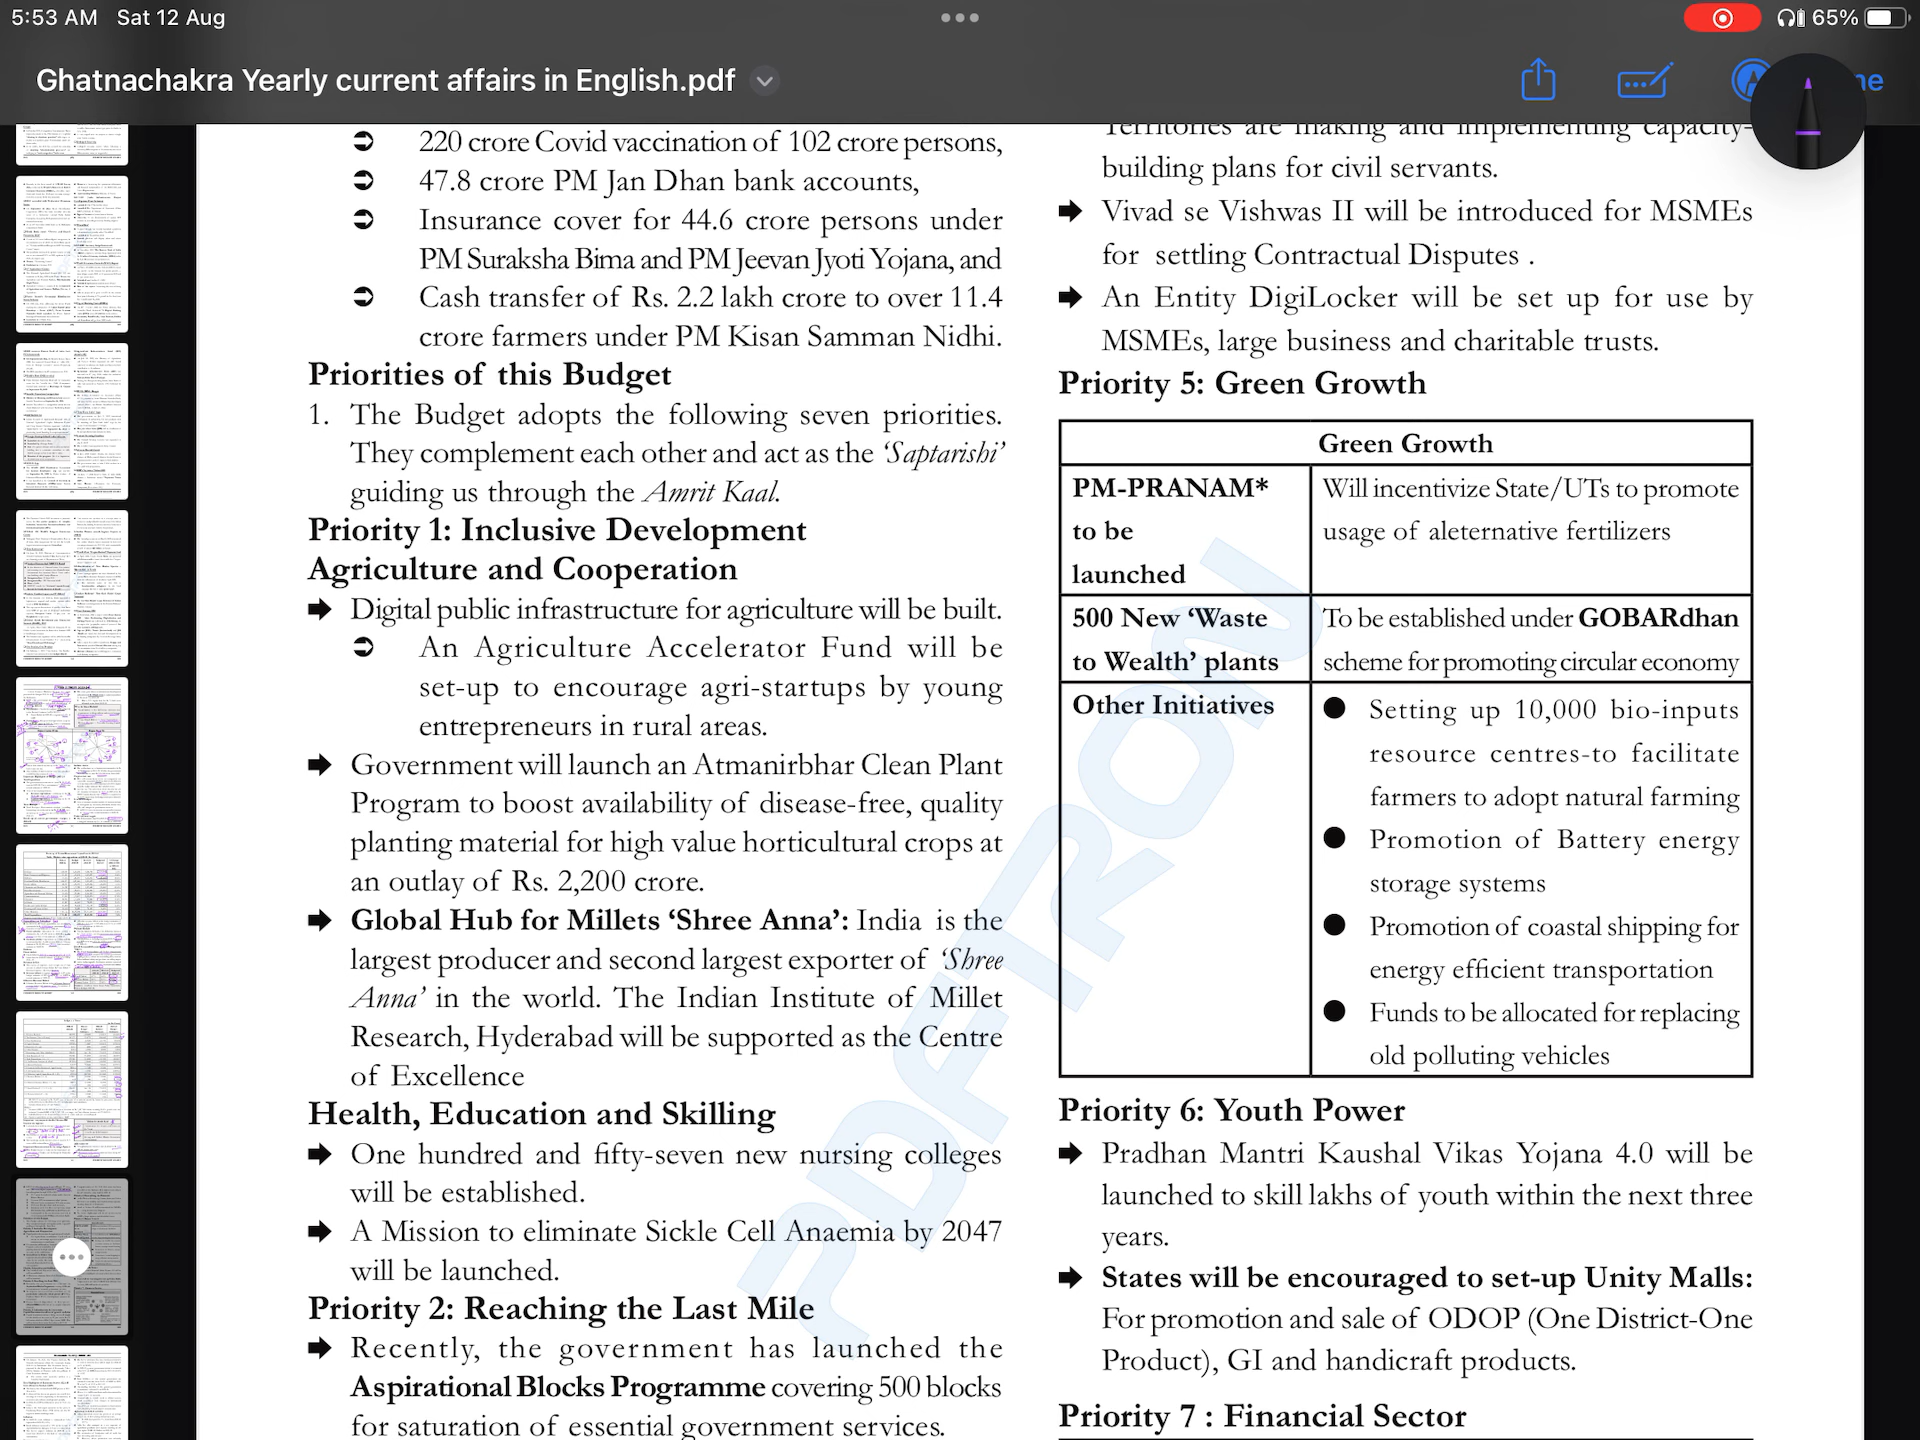 5:53 AM Sat 12 Aug
65%
Ghatnachakra Yearly current affairs in English.pdf
220 crore Covid vaccination of 102 crore persons,
47.8 crore PM Jan Dhan bank accounts,
Insurance cover for 44.6 crore persons under
PM Suraksha Bima and PM Jeevan Jyoti Yojana, and
Cash transfer of Rs. 2.2 lakh crore to over 11.4
crore farmers under PM Kisan Samman Nidhi.
Priorities of this Budget
1. The Budget adopts the following seven priorities.
They complement each other and act as the ‘Saptarishi’
guiding us through the Amrit Kaal.
Priority 1: Inclusive Development
Agriculture and Cooperation
Digital public infrastructure for agriculture will be built.
An Agriculture Accelerator Fund will be
set-up to encourage agri-startups by young
entrepreneurs in rural areas.
Government will launch an Atmanirbhar Clean Plant
Program to boost availability of disease-free, quality
planting material for high value horticultural crops at
an outlay of Rs. 2,200 crore.
Global Hub for Millets ‘Shree Anna’: India is the
largest producer and second largest exporter of ‘Shree
Anna’ in the world. The Indian Institute of Millet
Research, Hyderabad will be supported as the Centre
of Excellence
Health, Education and Skilling
One hundred and fifty-seven new nursing colleges
will be established.
A Mission to eliminate Sickle Cell Anaemia by 2047
will be launched.
Priority 2: Reaching the Last Mile
Recently, the government has launched the
Aspirational Blocks Programme covering 500 blocks
for saturation of essential government services.
Territories are making and implementing capacity-
building plans for civil servants.
Vivad se Vishwas II will be introduced for MSMEs
for settling Contractual Disputes .
An Entity DigiLocker will be set up for use by
MSMEs, large business and charitable trusts.
Priority 5: Green Growth
Green Growth
PM-PRANAM*
to be
launched
Will incentivize State/UTs to promote
usage of aleternative fertilizers
500 New ‘Waste
to Wealth’ plants
To be established under GOBARdhan
scheme for promoting circular economy
Other Initiatives
Setting up 10,000 bio-inputs
resource centres-to facilitate
farmers to adopt natural farming
Promotion of Battery energy
storage systems
Promotion of coastal shipping for
energy efficient transportation
Funds to be allocated for replacing
old polluting vehicles
Priority 6: Youth Power
Pradhan Mantri Kaushal Vikas Yojana 4.0 will be
launched to skill lakhs of youth within the next three
years.
States will be encouraged to set-up Unity Malls:
For promotion and sale of ODOP (One District-One
Product), GI and handicraft products.
Priority 7 : Financial Sector
PDFTRON